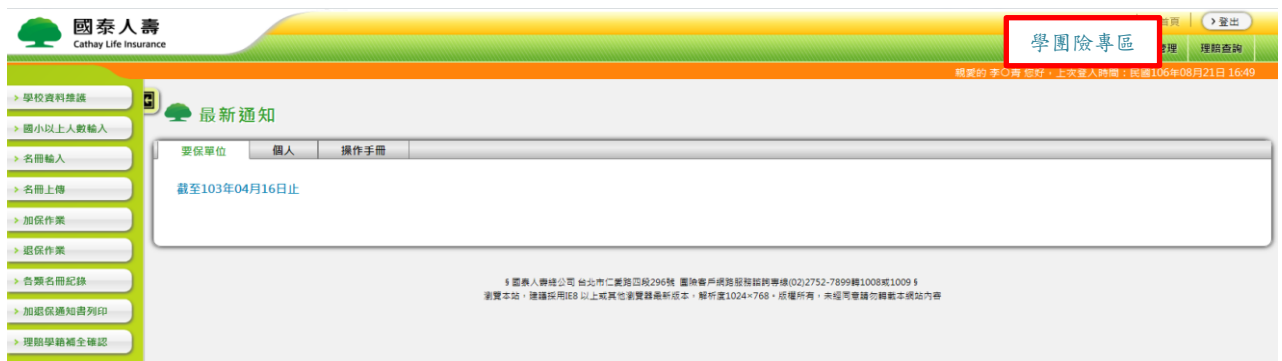 國泰人壽
Cathay Life Insurance
首頁
登出
學團險專區
管理
理賠查詢
親愛的 李○青 您好，上次登入時間：民國106年08月21日 16:49
學校資料維護
國小以上人數輸入
名冊輸入
名冊上傳
加保作業
退保作業
各類名冊紀錄
加退保通知書列印
理賠學籍補全確認
最新通知
要保單位
個人
操作手冊
截至103年04月16日止
§ 國泰人壽總公司 台北市仁愛路四段296號 團險客戶網路服務諮詢專線(02)2752-7899轉1008或1009 §
瀏覽本站，建議採用IE8 以上或其他瀏覽器最新版本，解析度1024×768。版權所有，未經同意請勿轉載本網站內容